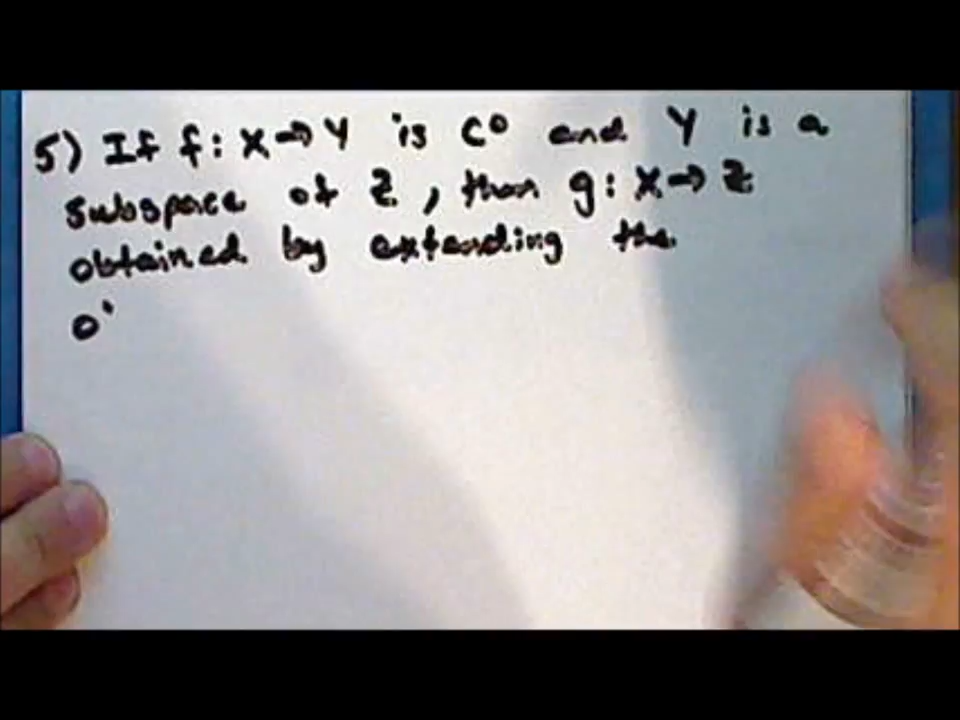 5) If f: X → Y is C⁰ and Y is a
subspace of Z, then g: X → Z
obtained by extending the